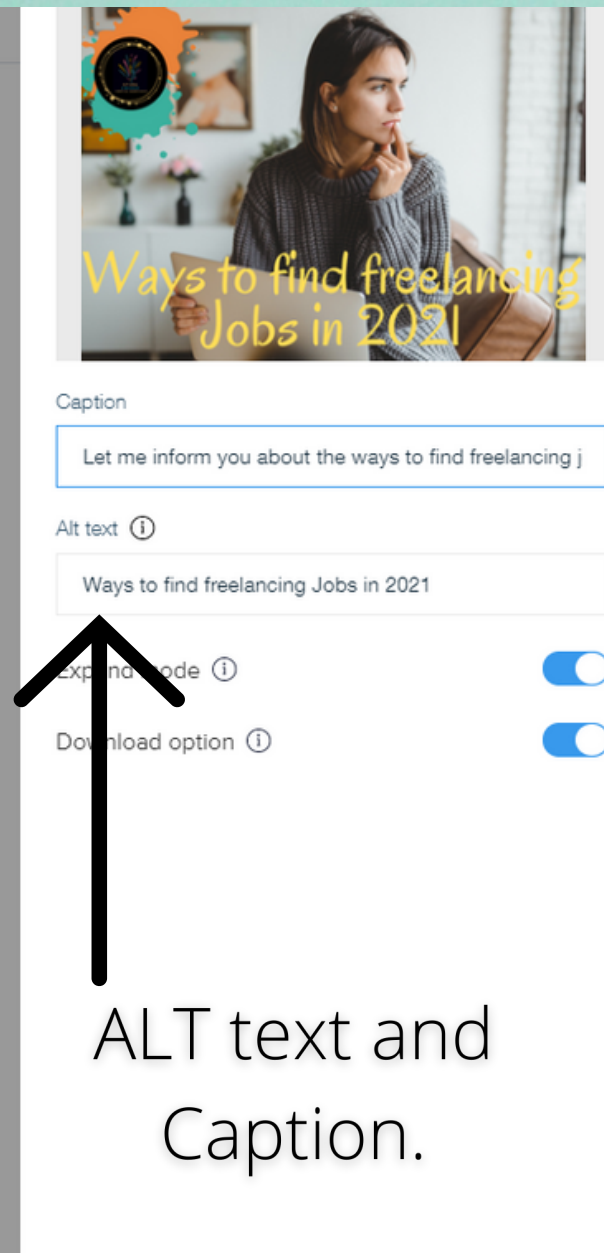 Ways to find freelancing
Jobs in 2021
Caption
Let me inform you about the ways to find freelancing j
Alt text
Ways to find freelancing Jobs in 2021
Expand mode
Download option
ALT text and
Caption.